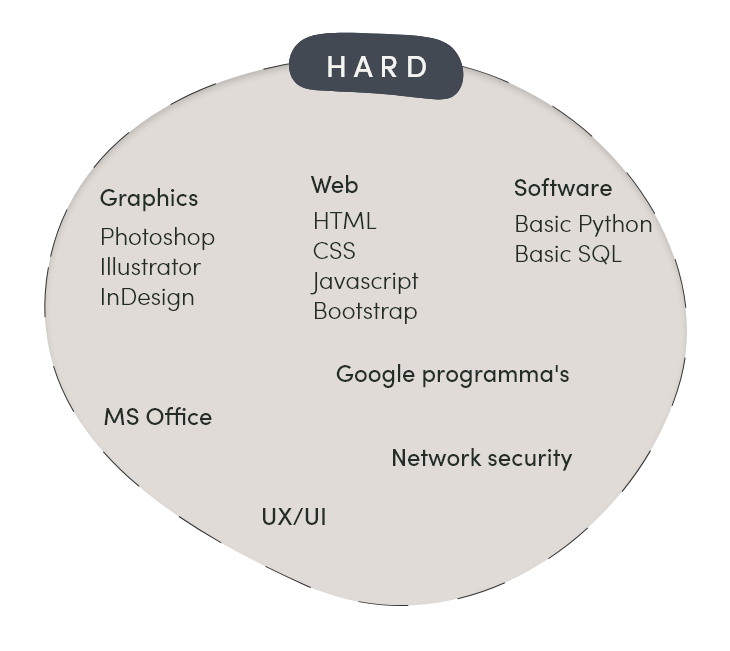 HARD
Graphics
Photoshop
Illustrator
InDesign
Web
HTML
CSS
Javascript
Bootstrap
Software
Basic Python
Basic SQL
Google programma's
MS Office
Network security
UX/UI